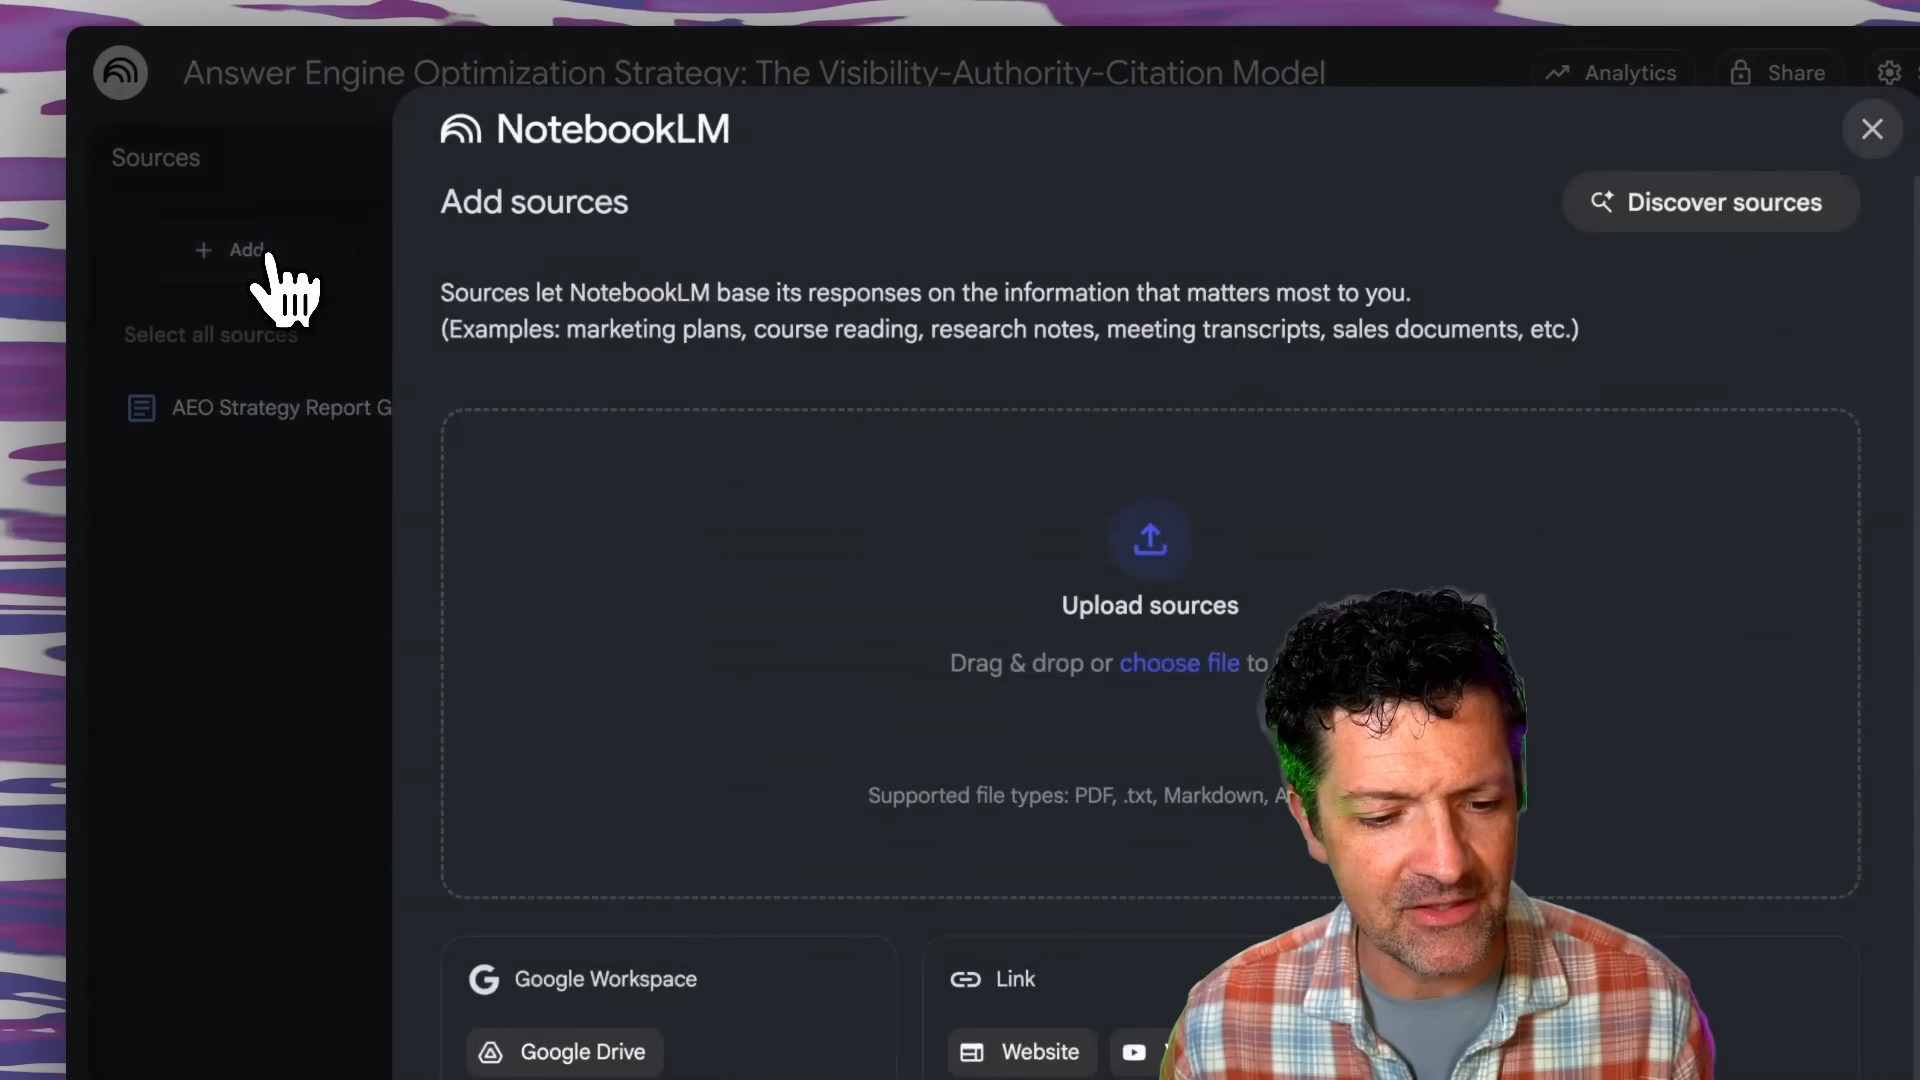 Answer Engine Optimization Strategy: The Visibility-Authority-Citation Model
Analytics
Share
Sources
NotebookLM
Add sources
Discover sources
+ Add
Sources let NotebookLM base its responses on the information that matters most to you.
(Examples: marketing plans, course reading, research notes, meeting transcripts, sales documents, etc.)
Select all sources
AEO Strategy Report G
Upload sources
Drag & drop or choose file to
Supported file types: PDF, .txt, Markdown, A
Google Workspace
Link
Google Drive
Website